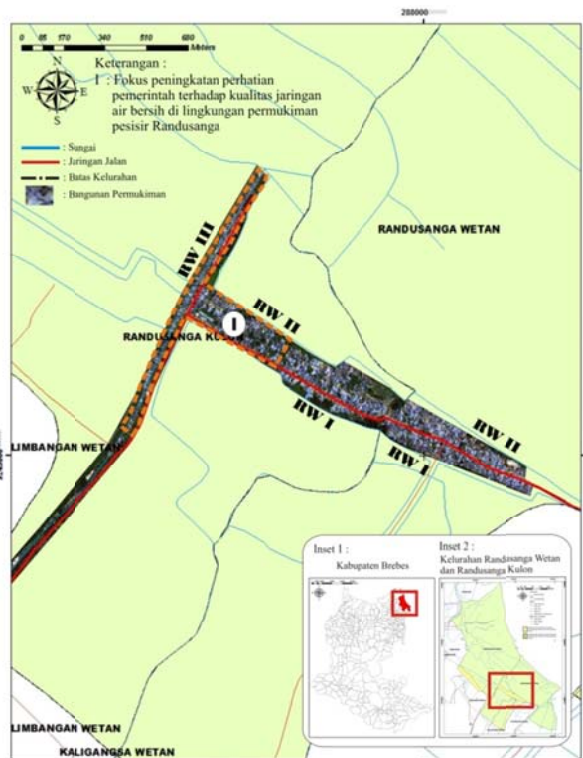 288000
0 85 170 340 510 680
Meters
Keterangan :
N
W E
S
I : Fokus peningkatan perhatian
pemerintah terhadap kualitas jaringan
air bersih di lingkungan permukiman
pesisir Randusanga
: Sungai
: Jaringan Jalan
: Batas Kelurahan
: Bangunan Permukiman
RANDUSANGA WETAN
RW III
RW II
I
RANDUSANGA KULON
RW I
RW II
RW I
LIMBANGAN WETAN
Inset 1 :
Kabupaten Brebes
Inset 2 :
Kelurahan Randusanga Wetan
dan Randusanga Kulon
LIMBANGAN WETAN
KALIGANGSA WETAN